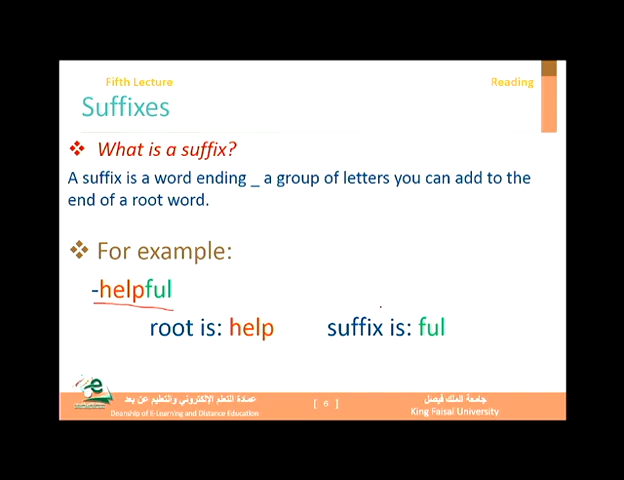 Fifth Lecture
Reading
Suffixes
What is a suffix?
A suffix is a word ending _ a group of letters you can add to the
end of a root word.
For example:
-helpful
root is: help suffix is: ful
عمادة التعلم الإلكتروني والتعليم عن بعد
Deanship of E-Learning and Distance Education
[ 6 ]
جامعة الملك فيصل
King Faisal University